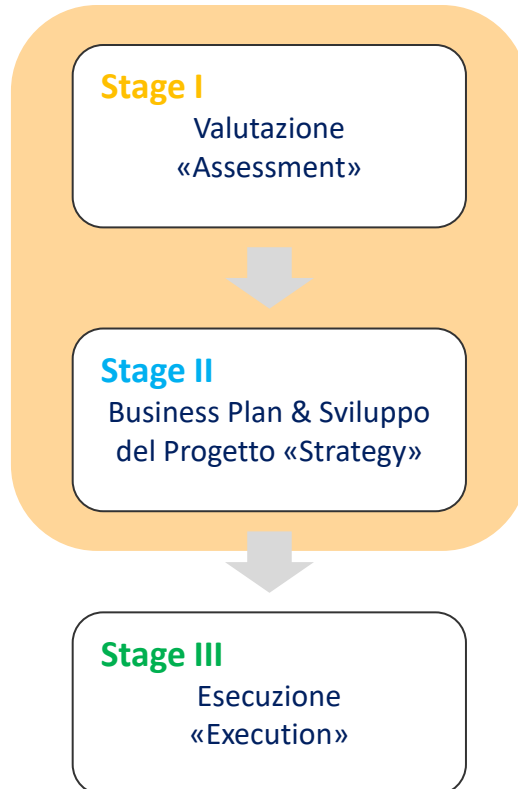 Stage I
Valutazione
«Assessment»
Stage II
Business Plan & Sviluppo
del Progetto «Strategy»
Stage III
Esecuzione
«Execution»